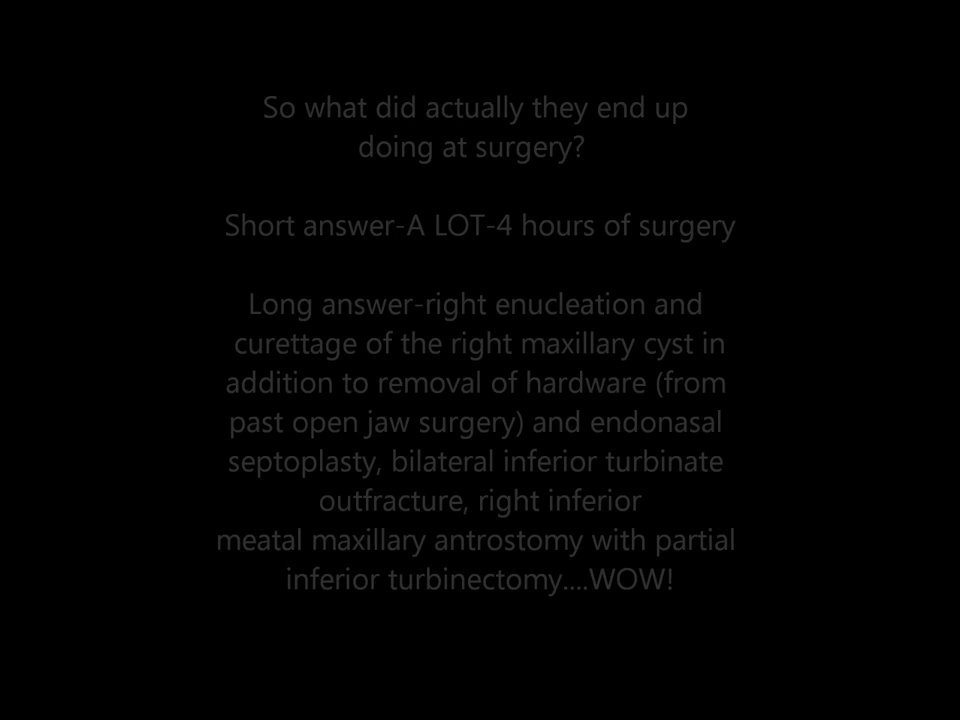 So what did actually they end up
doing at surgery?
Short answer-A LOT-4 hours of surgery
Long answer-right enucleation and
curettage of the right maxillary cyst in
addition to removal of hardware (from
past open jaw surgery) and endonasal
septoplasty, bilateral inferior turbinate
outfracture, right inferior
meatal maxillary antrostomy with partial
inferior turbinectomy....WOW!